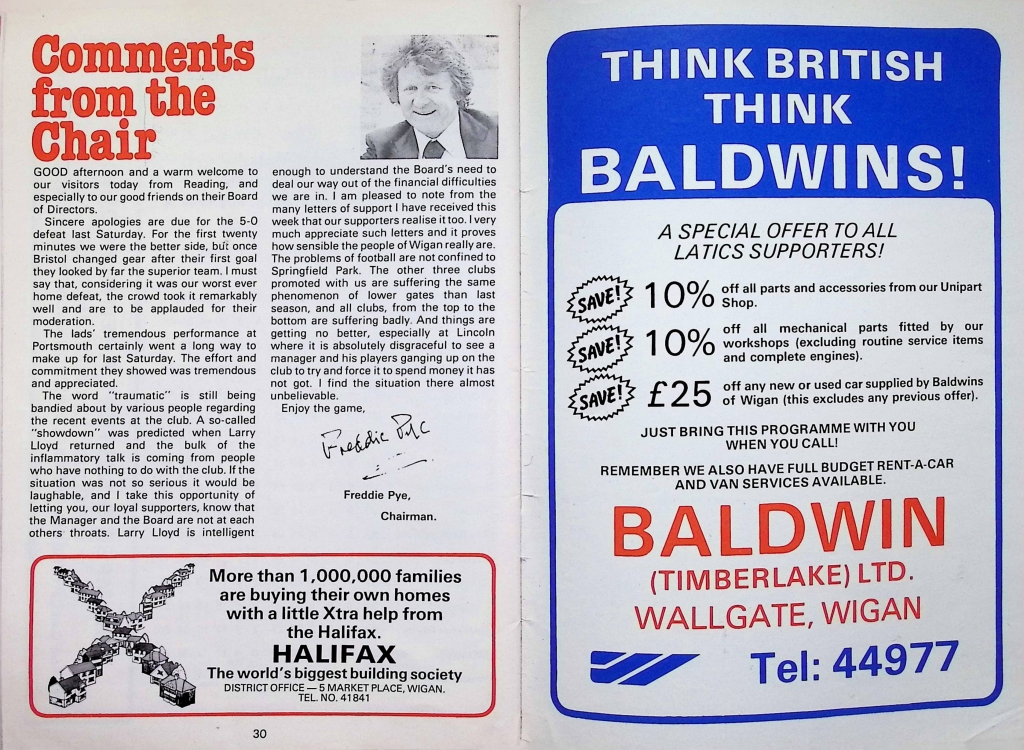 Comments
from the
Chair
GOOD afternoon and a warm welcome to
our visitors today from Reading, and
especially to our good friends on their Board
of Directors.
Sincere apologies are due for the 5-0
defeat last Saturday. For the first twenty
minutes we were the better side, but once
Bristol changed gear after their first goal
they looked by far the superior team. I must
say that, considering it was our worst ever
home defeat, the crowd took it remarkably
well and are to be applauded for their
moderation.
The lads' tremendous performance at
Portsmouth certainly went a long way to
make up for last Saturday. The effort and
commitment they showed was tremendous
and appreciated.
The word "traumatic" is still being
bandied about by various people regarding
the recent events at the club. A so-called
"showdown" was predicted when Larry
Lloyd returned and the bulk of the
inflammatory talk is coming from people
who have nothing to do with the club. If the
situation was not so serious it would be
laughable, and I take this opportunity of
letting you, our loyal supporters, know that
the Manager and the Board are not at each
others throats. Larry Lloyd is intelligent
enough to understand the Board's need to
deal our way out of the financial difficulties
we are in. I am pleased to note from the
many letters of support I have received this
week that our supporters realise it too. I very
much appreciate such letters and it proves
how sensible the people of Wigan really are.
The problems of football are not confined to
Springfield Park. The other three clubs
promoted with us are suffering the same
phenomenon of lower gates than last
season, and all clubs, from the top to the
bottom are suffering badly. And things are
getting no better, especially at Lincoln
where it is absolutely disgraceful to see a
manager and his players ganging up on the
club to try and force it to spend money it has
not got. I find the situation there almost
unbelievable.
Enjoy the game,
Freddie Pye
Freddie Pye,
Chairman.
More than 1,000,000 families
are buying their own homes
with a little Xtra help from
the Halifax.
HALIFAX
The world's biggest building society
DISTRICT OFFICE — 5 MARKET PLACE, WIGAN.
TEL. NO. 41841
30
THINK BRITISH
THINK
BALDWINS!
A SPECIAL OFFER TO ALL
LATICS SUPPORTERS!
SAVE! 10% off all parts and accessories from our Unipart
Shop.
SAVE! 10% off all mechanical parts fitted by our
workshops (excluding routine service items
and complete engines).
SAVE! £25 off any new or used car supplied by Baldwins
of Wigan (this excludes any previous offer).
JUST BRING THIS PROGRAMME WITH YOU
WHEN YOU CALL!
REMEMBER WE ALSO HAVE FULL BUDGET RENT-A-CAR
AND VAN SERVICES AVAILABLE.
BALDWIN
(TIMBERLAKE) LTD.
WALLGATE, WIGAN
Tel: 44977